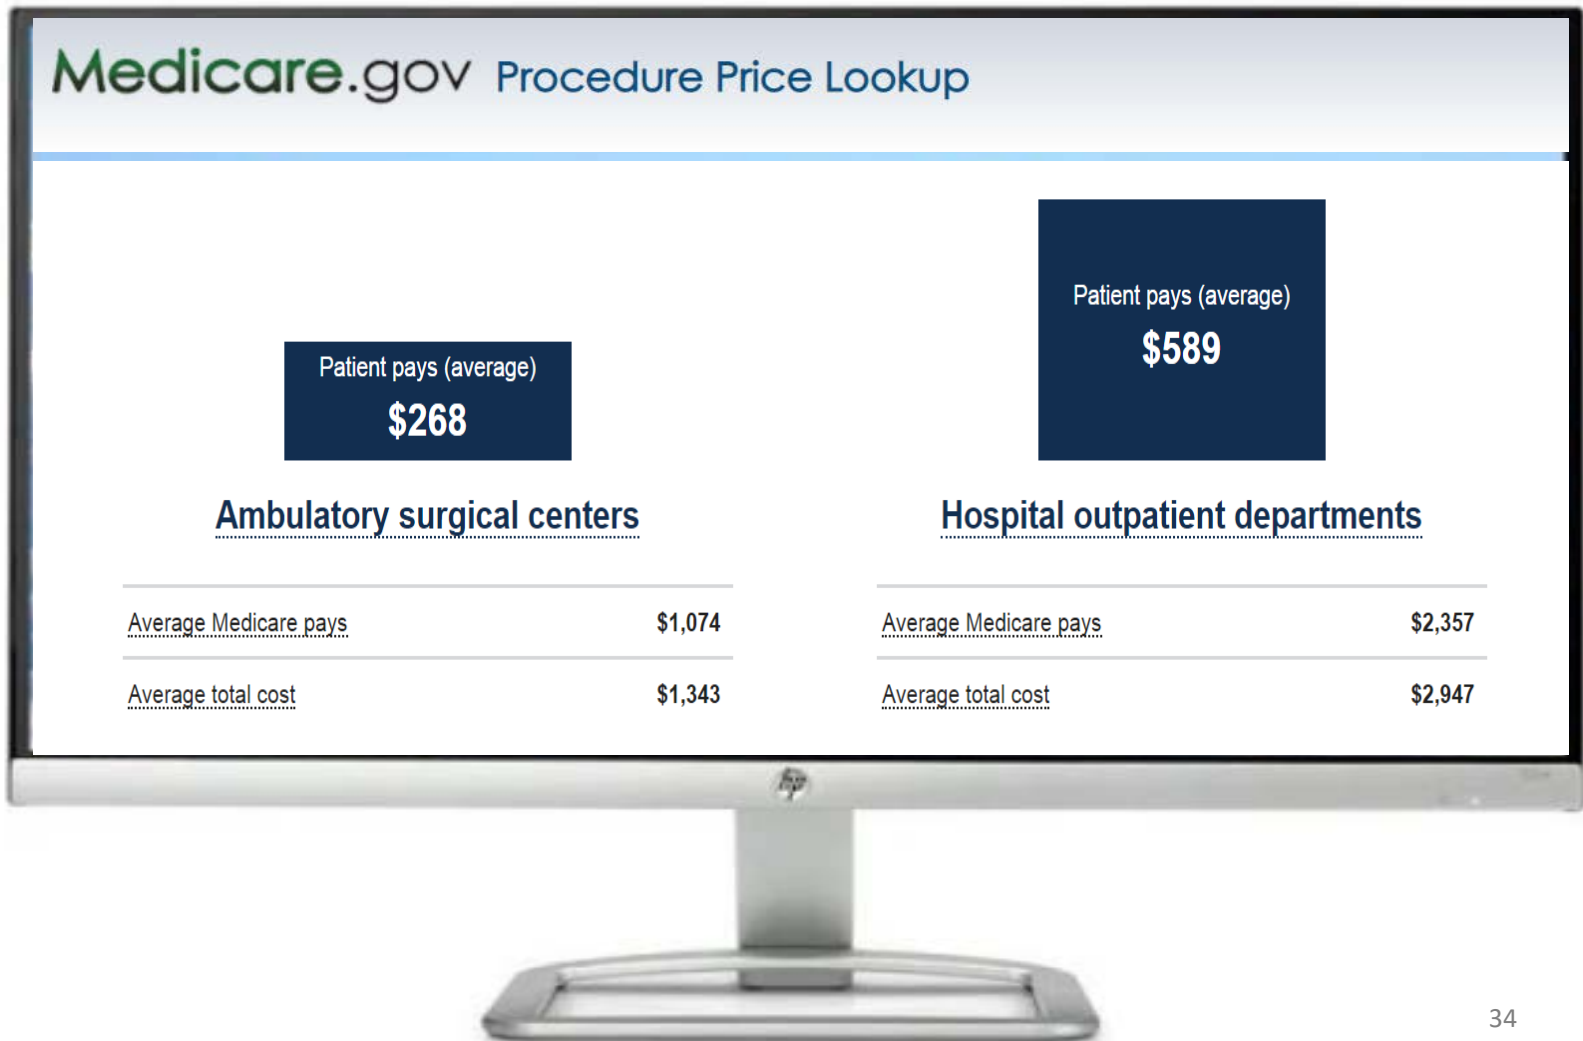 Medicare.gov Procedure Price Lookup
Patient pays (average)
$268
Ambulatory surgical centers
Average Medicare pays $1,074
Average total cost $1,343
Patient pays (average)
$589
Hospital outpatient departments
Average Medicare pays $2,357
Average total cost $2,947
hp
34